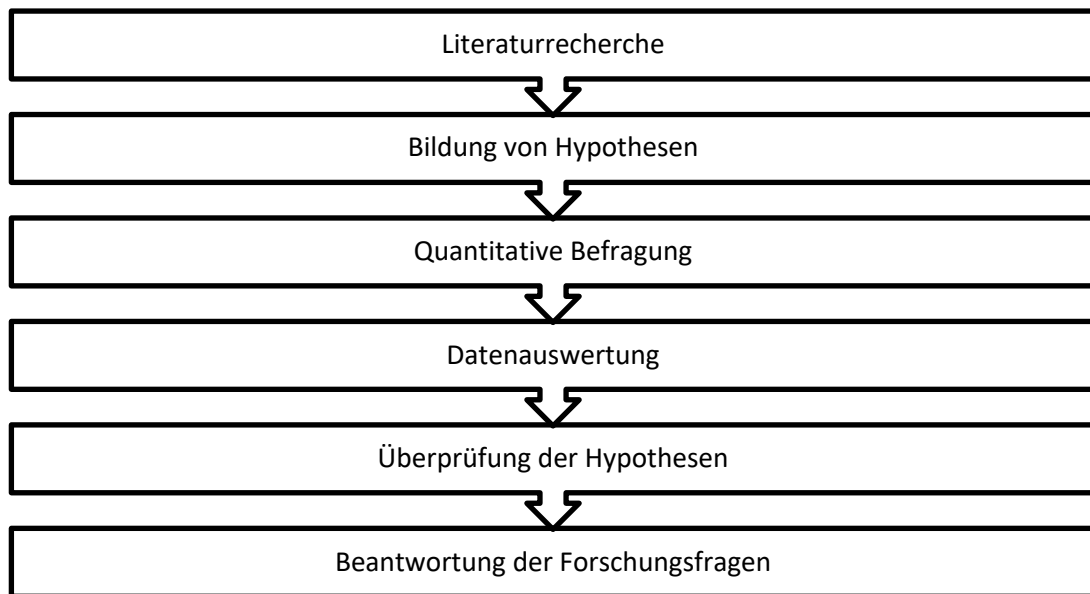 Literaturrecherche
Bildung von Hypothesen
Quantitative Befragung
Datenauswertung
Überprüfung der Hypothesen
Beantwortung der Forschungsfragen